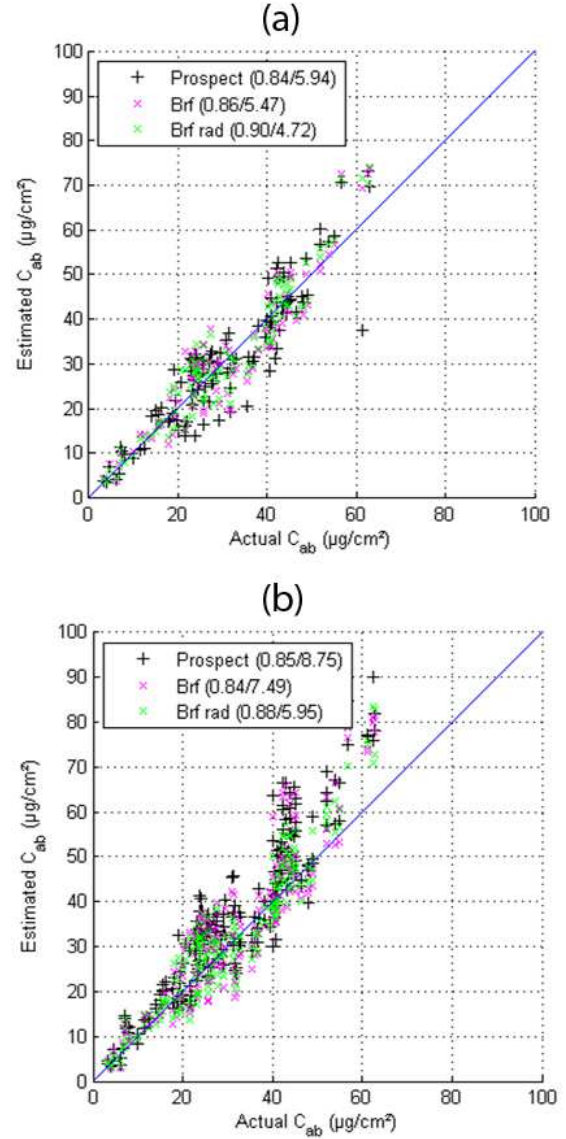 (a)
100
90
80
70
60
50
40
30
20
10
0
Estimated C_ab (µg/cm²)
+ Prospect (0.84/5.94)
× Brf (0.86/5.47)
× Brf rad (0.90/4.72)
0 20 40 60 80 100
Actual C_ab (µg/cm²)
(b)
100
90
80
70
60
50
40
30
20
10
0
Estimated C_ab (µg/cm²)
+ Prospect (0.85/8.75)
× Brf (0.84/7.49)
× Brf rad (0.88/5.95)
0 20 40 60 80 100
Actual C_ab (µg/cm²)